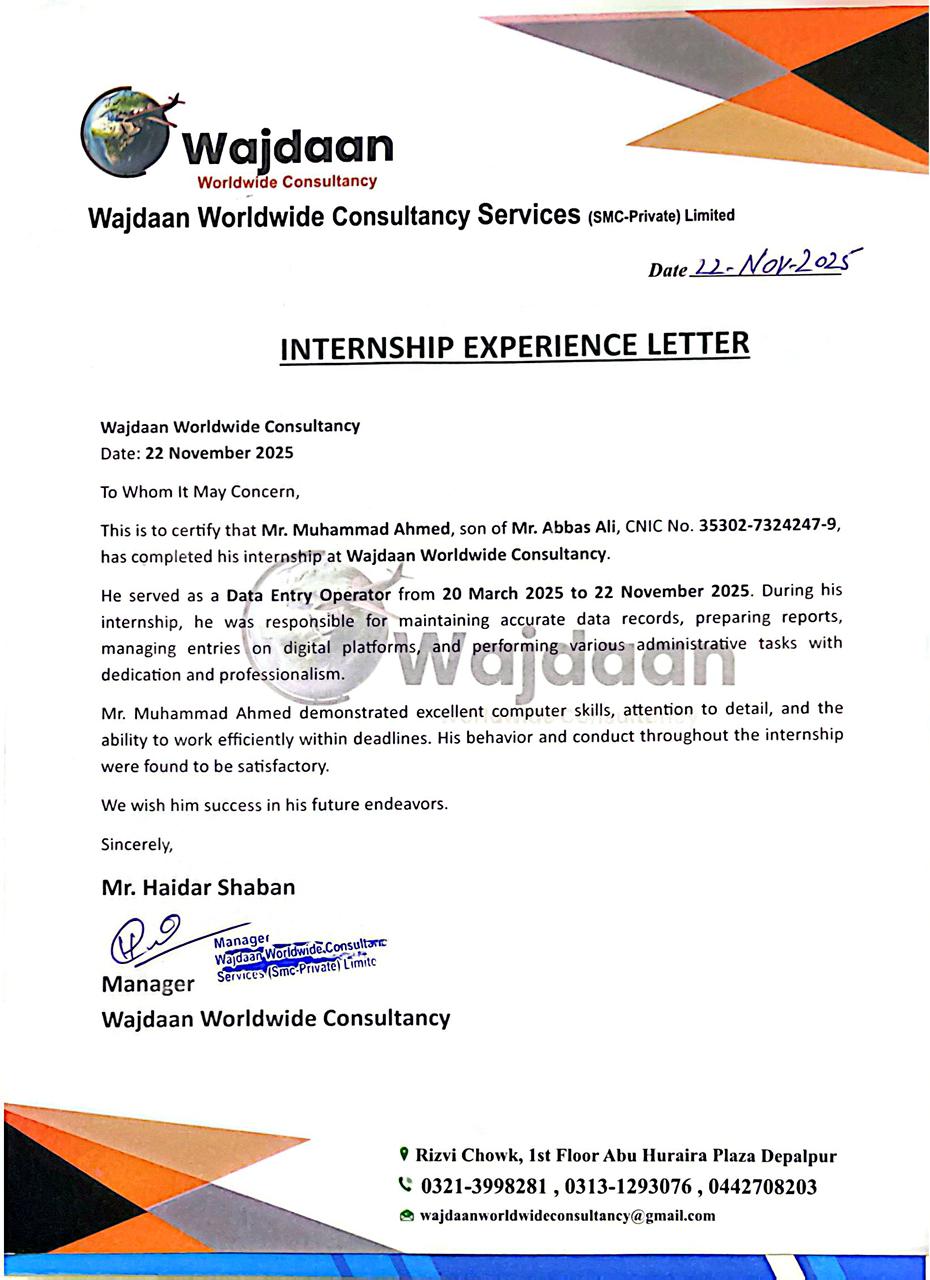 Wajdaan
Worldwide Consultancy
Wajdaan Worldwide Consultancy Services (SMC-Private) Limited
Date 22-Nov-2025
INTERNSHIP EXPERIENCE LETTER
Wajdaan Worldwide Consultancy
Date: 22 November 2025
To Whom It May Concern,
This is to certify that Mr. Muhammad Ahmed, son of Mr. Abbas Ali, CNIC No. 35302-7324247-9,
has completed his internship at Wajdaan Worldwide Consultancy.
He served as a Data Entry Operator from 20 March 2025 to 22 November 2025. During his
internship, he was responsible for maintaining accurate data records, preparing reports,
managing entries on digital platforms, and performing various administrative tasks with
dedication and professionalism.
Wajdaan
Worldwide Consultancy
Mr. Muhammad Ahmed demonstrated excellent computer skills, attention to detail, and the
ability to work efficiently within deadlines. His behavior and conduct throughout the internship
were found to be satisfactory.
We wish him success in his future endeavors.
Sincerely,
Mr. Haidar Shaban
Manager
Wajdaan Worldwide Consultanc
Services (Smc-Private) Limite
Manager
Wajdaan Worldwide Consultancy
Rizvi Chowk, 1st Floor Abu Huraira Plaza Depalpur
0321-3998281 , 0313-1293076 , 0442708203
wajdaanworldwideconsultancy@gmail.com